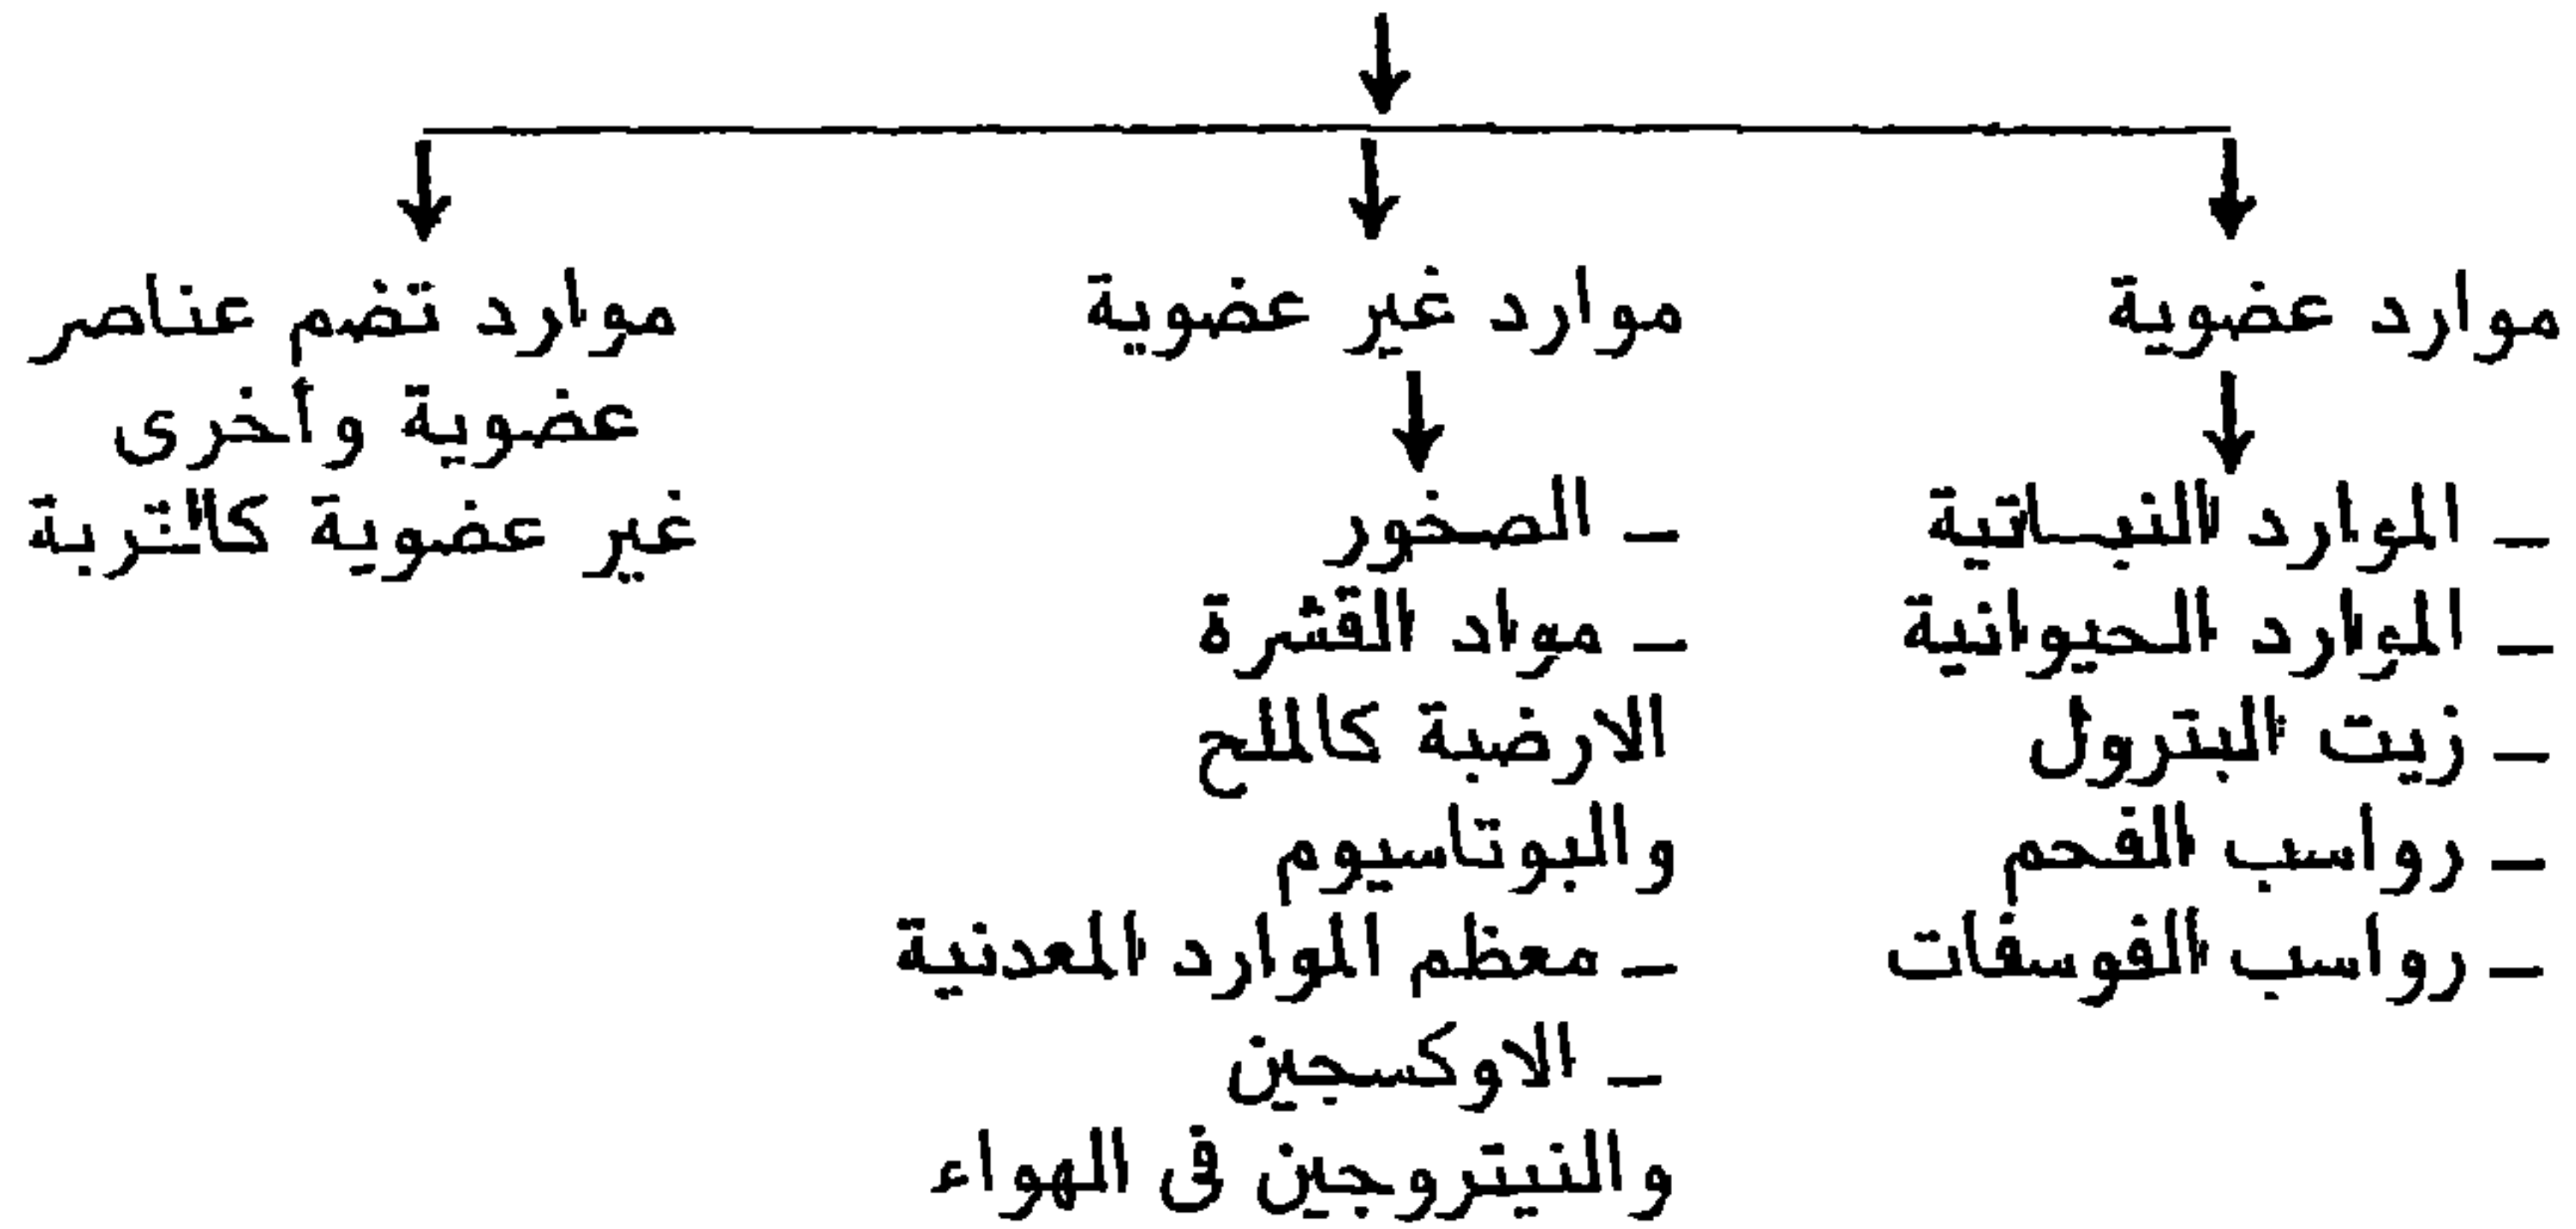 موارد عضوية
– الموارد النباتية
– الموارد الحيوانية
– زيت البترول
– رواسب الفحم
– رواسب الفوسفات
موارد غير عضوية
– الصخور
– مواد القشرة
الارضية كالملح
والبوتاسيوم
– معظم الموارد المعدنية
– الاوكسجين
والنيتروجين فى الهواء
موارد تضم عناصر
عضوية وأخرى
غير عضوية كالتربة